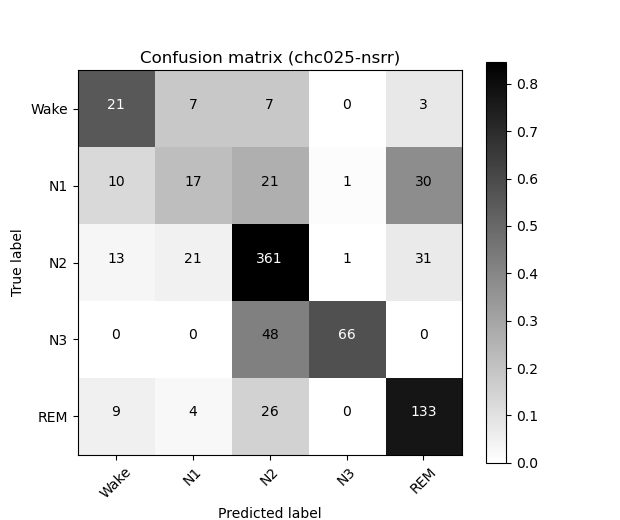 Confusion matrix (chc025-nsrr)
Wake 21 7 7 0 3
N1 10 17 21 1 30
N2 13 21 361 1 31
N3 0 0 48 66 0
REM 9 4 26 0 133
Wake N1 N2 N3 REM
Predicted label
True label
0.8
0.7
0.6
0.5
0.4
0.3
0.2
0.1
0.0